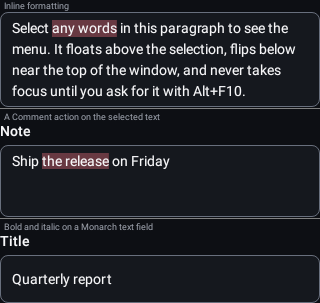 Inline formatting
Select any words in this paragraph to see the
menu. It floats above the selection, flips below
near the top of the window, and never takes
focus until you ask for it with Alt+F10.
A Comment action on the selected text
Note
Ship the release on Friday
Bold and italic on a Monarch text field
Title
Quarterly report